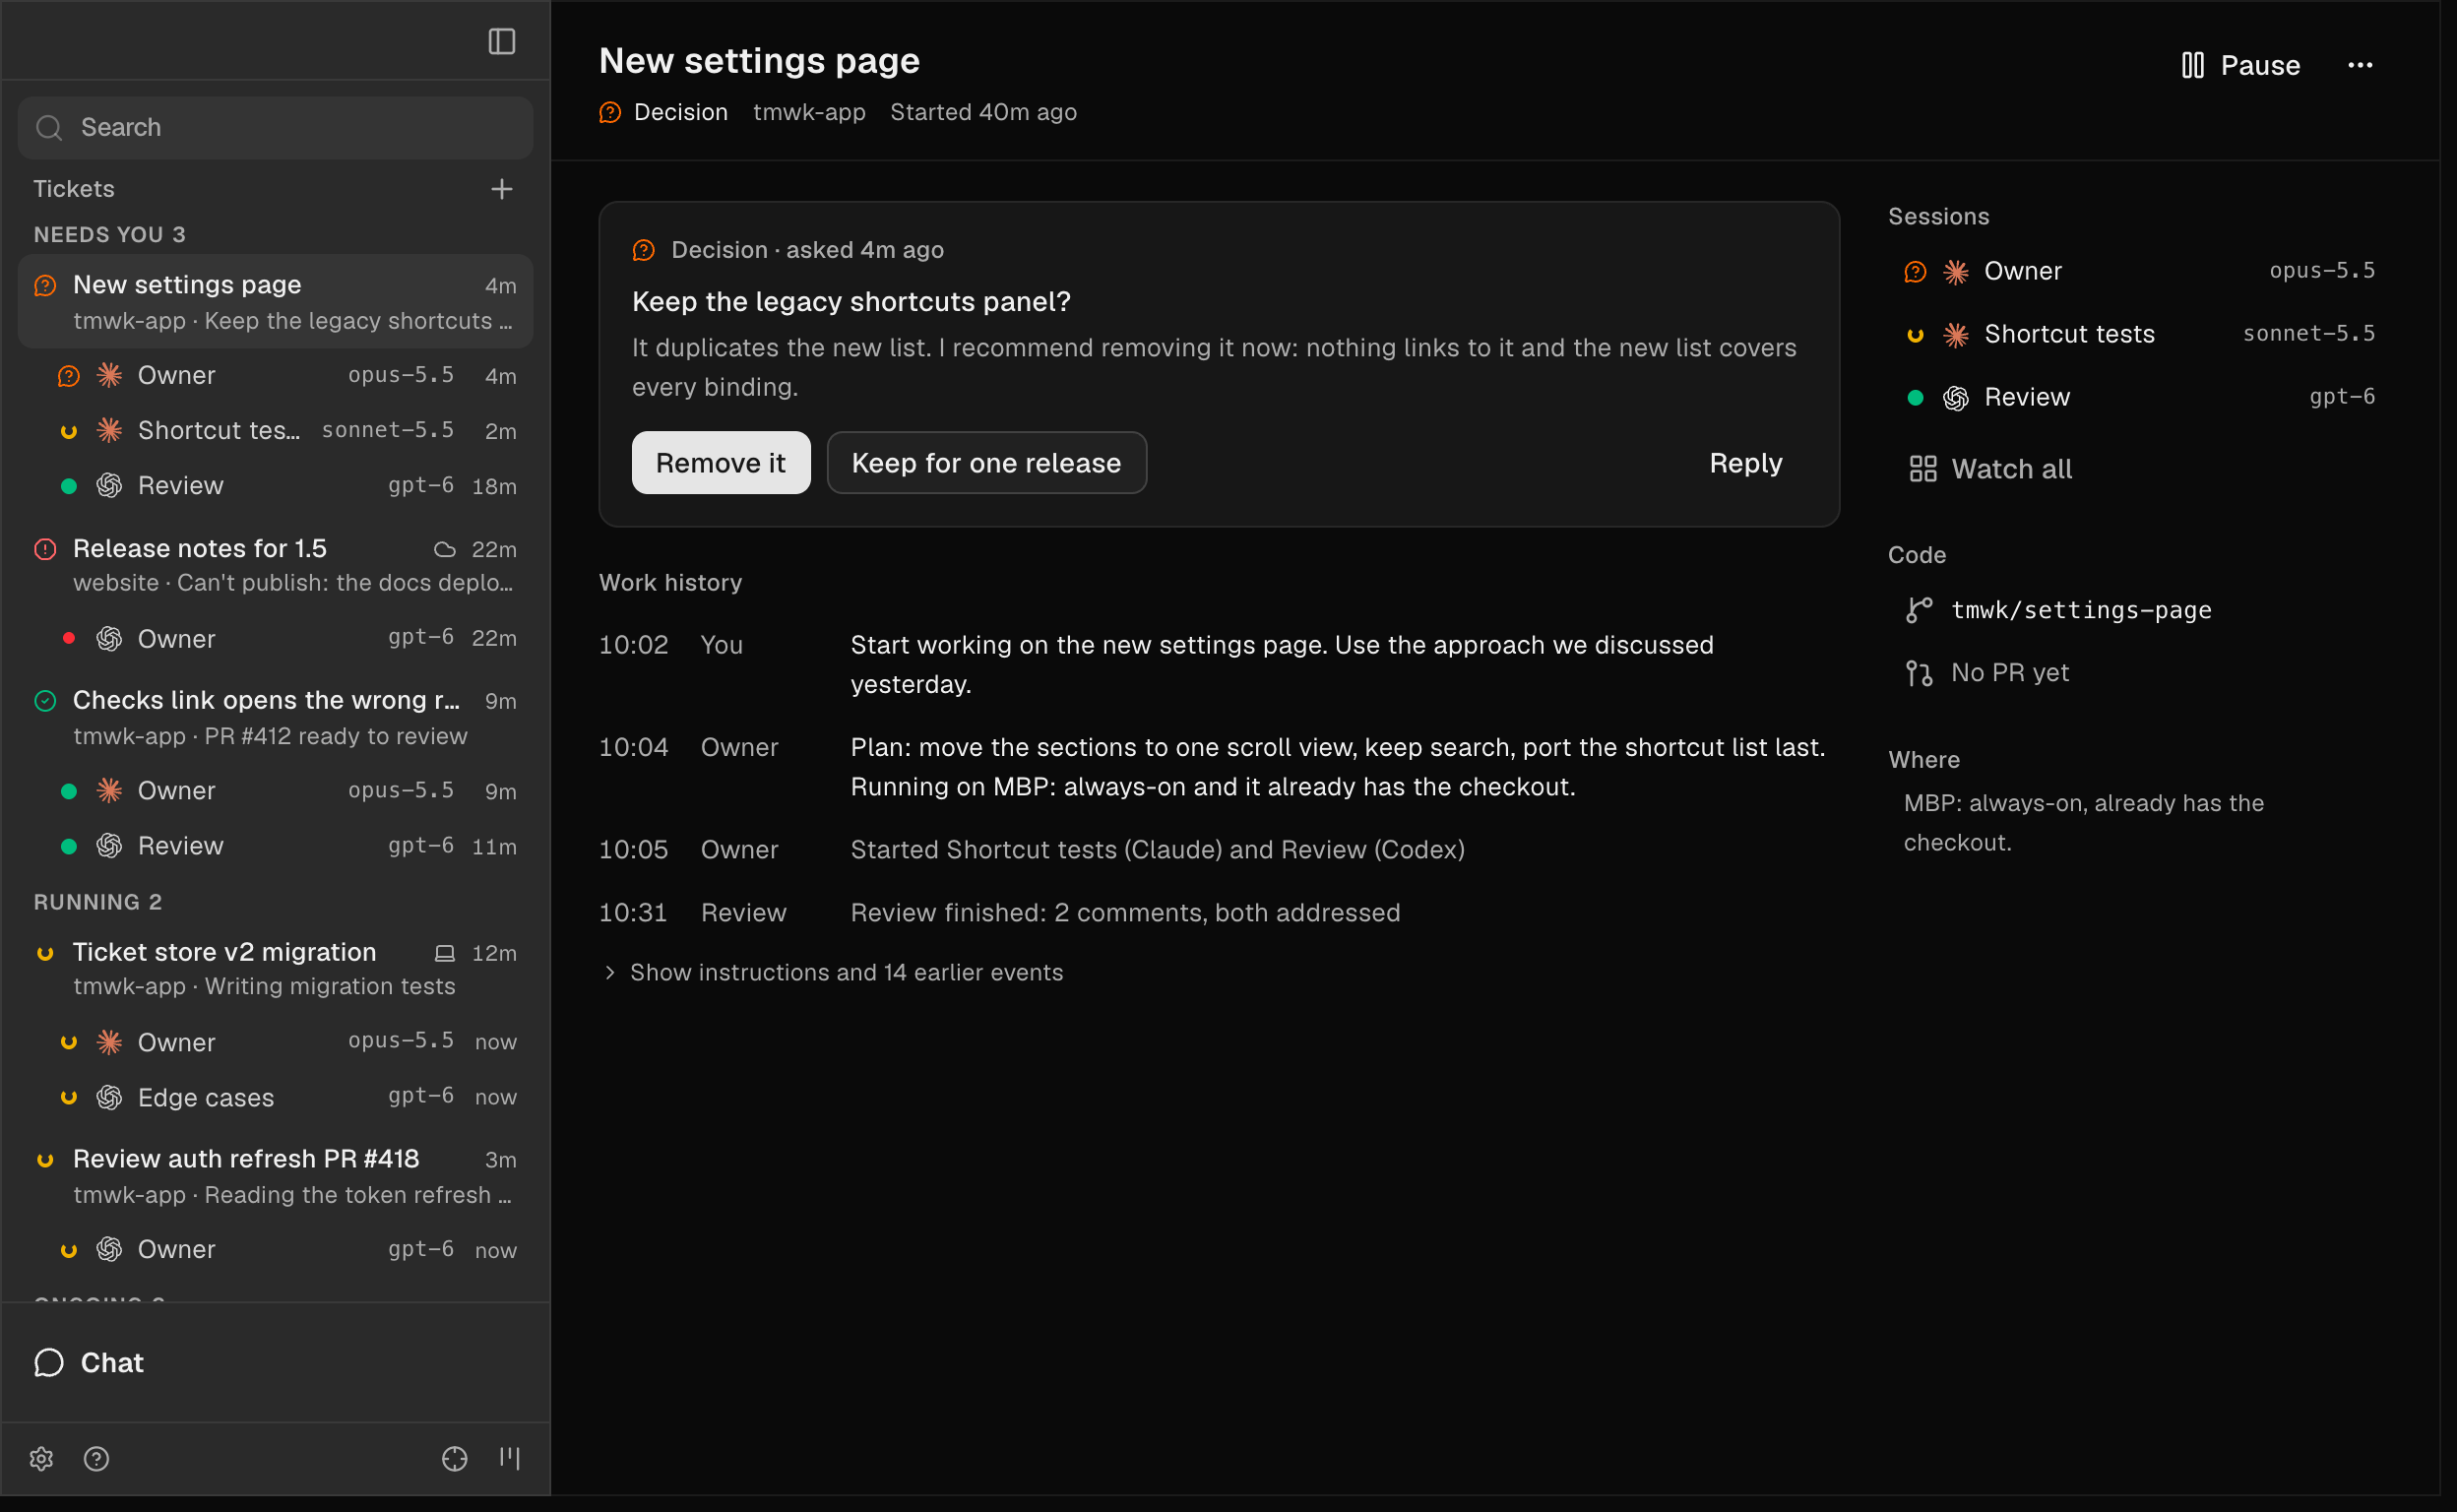 Search
Tickets
NEEDS YOU 3
New settings page 4m
tmwk-app · Keep the legacy shortcuts ...
Owner opus-5.5 4m
Shortcut tes... sonnet-5.5 2m
Review gpt-6 18m
Release notes for 1.5 22m
website · Can't publish: the docs deplo...
Owner gpt-6 22m
Checks link opens the wrong r... 9m
tmwk-app · PR #412 ready to review
Owner opus-5.5 9m
Review gpt-6 11m
RUNNING 2
Ticket store v2 migration 12m
tmwk-app · Writing migration tests
Owner opus-5.5 now
Edge cases gpt-6 now
Review auth refresh PR #418 3m
tmwk-app · Reading the token refresh ...
Owner gpt-6 now
Chat
New settings page
Decision tmwk-app Started 40m ago
Pause
Decision · asked 4m ago
Keep the legacy shortcuts panel?
It duplicates the new list. I recommend removing it now: nothing links to it and the new list covers
every binding.
Remove it Keep for one release Reply
Work history
10:02 You Start working on the new settings page. Use the approach we discussed
yesterday.
10:04 Owner Plan: move the sections to one scroll view, keep search, port the shortcut list last.
Running on MBP: always-on and it already has the checkout.
10:05 Owner Started Shortcut tests (Claude) and Review (Codex)
10:31 Review Review finished: 2 comments, both addressed
Show instructions and 14 earlier events
Sessions
Owner opus-5.5
Shortcut tests sonnet-5.5
Review gpt-6
Watch all
Code
tmwk/settings-page
No PR yet
Where
MBP: always-on, already has the
checkout.